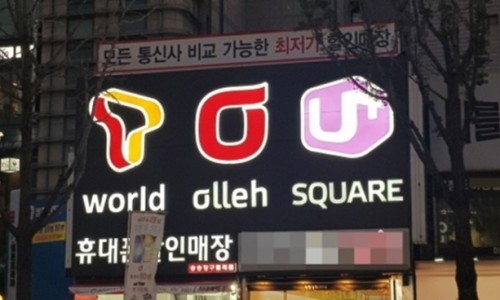 모든 통신사 비교 가능한 최저가 할인매장
T
U+
world olleh SQUARE
휴대폰할인매장